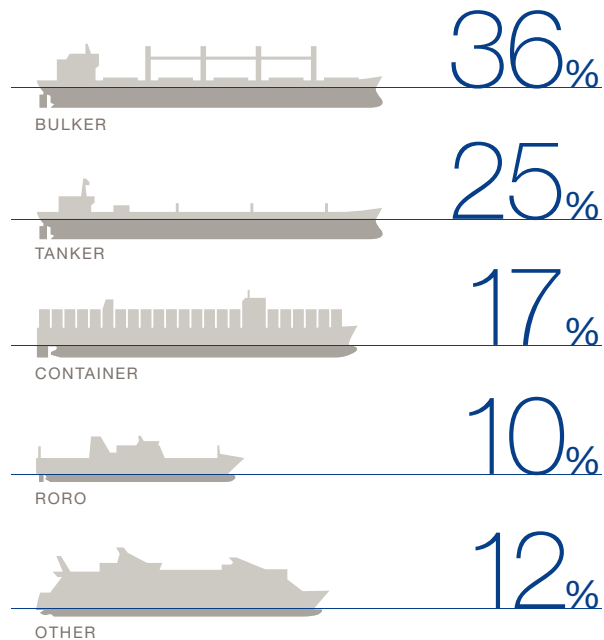 36%
BULKER
25%
TANKER
17%
CONTAINER
10%
RORO
12%
OTHER